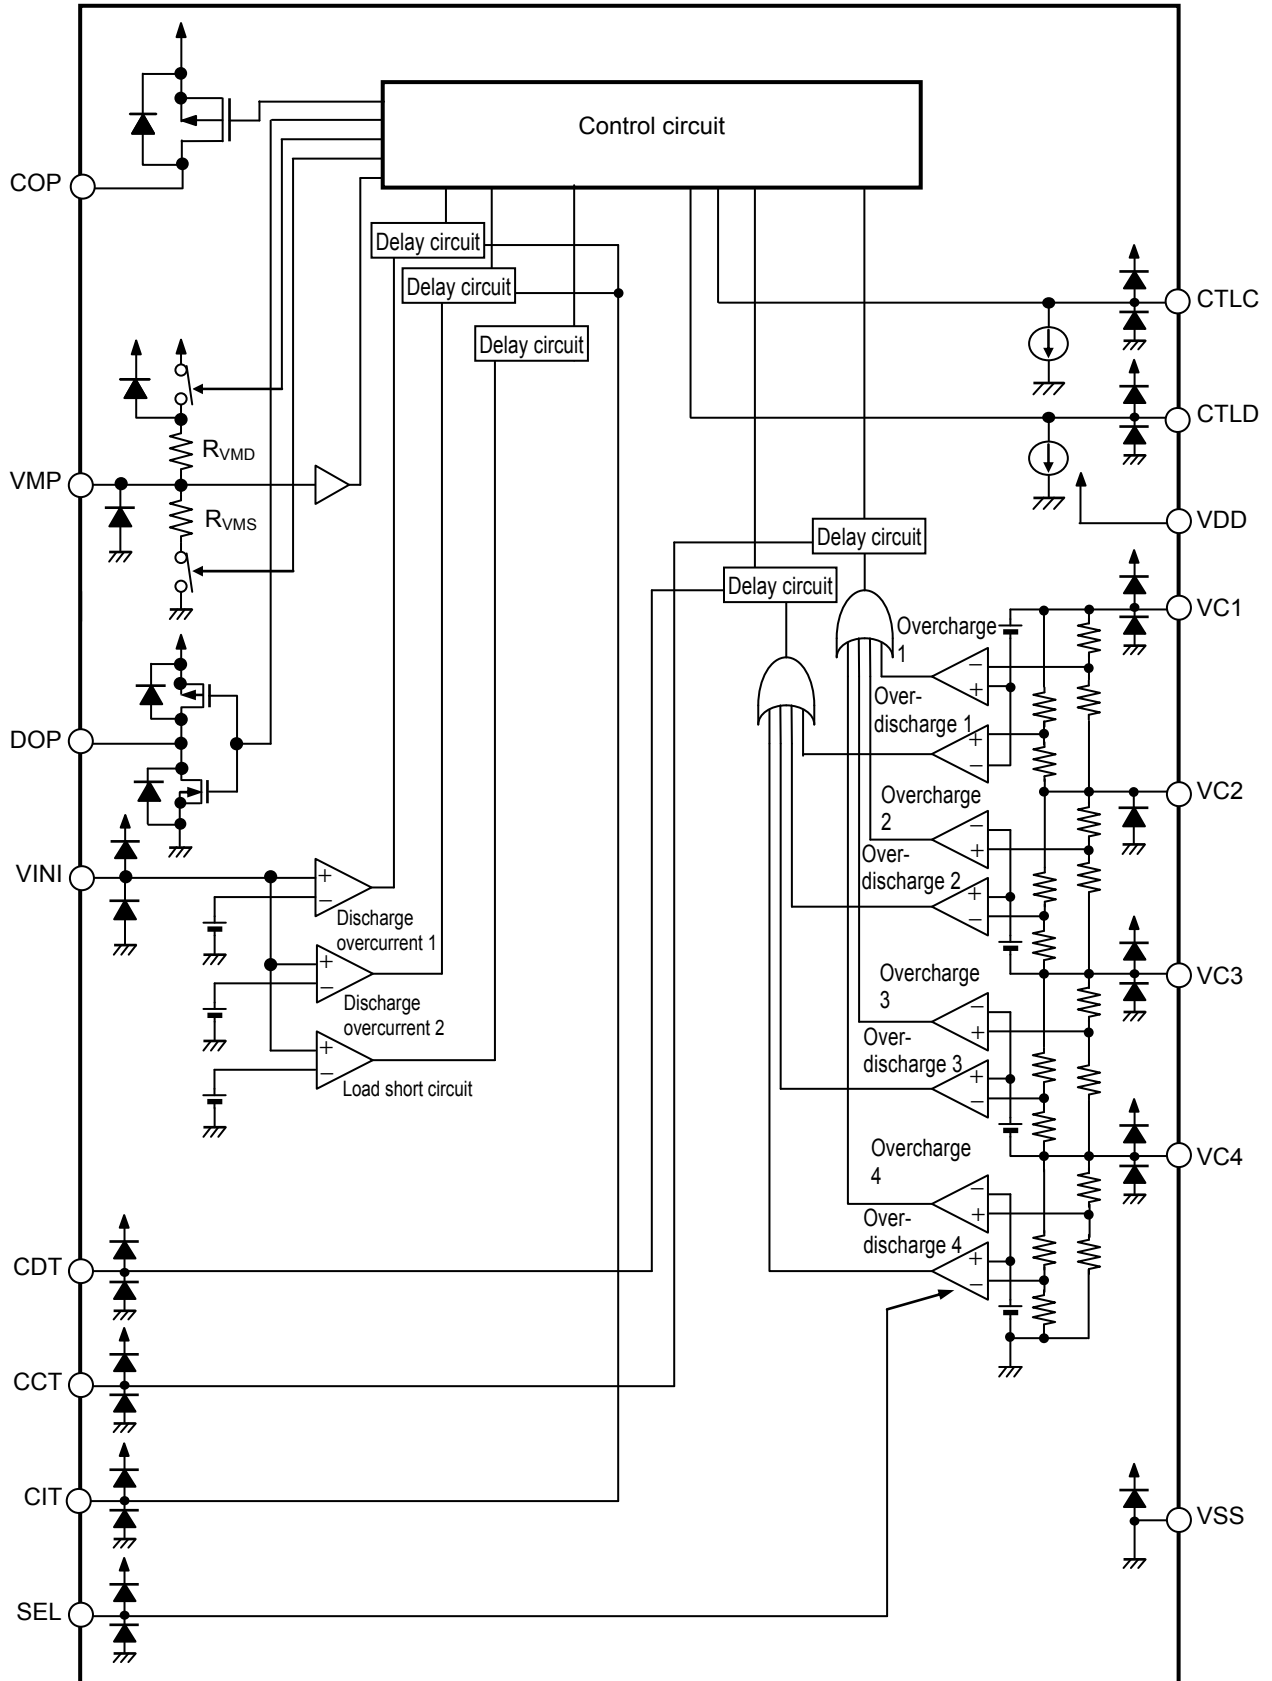 Control circuit
COP
Delay circuit
Delay circuit
Delay circuit
CTLC
CTLD
RVMD
VMP
RVMS
VDD
Delay circuit
Delay circuit
VC1
Overcharge
1
−
+
Over-
discharge 1
+
−
DOP
VC2
Overcharge
2
−
+
Over-
discharge 2
+
−
VINI
+
−
Discharge
overcurrent 1
+
−
Discharge
overcurrent 2
+
−
Load short circuit
VC3
Overcharge
3
−
+
Over-
discharge 3
+
−
VC4
Overcharge
4
−
+
Over-
discharge 4
+
−
CDT
CCT
CIT
VSS
SEL